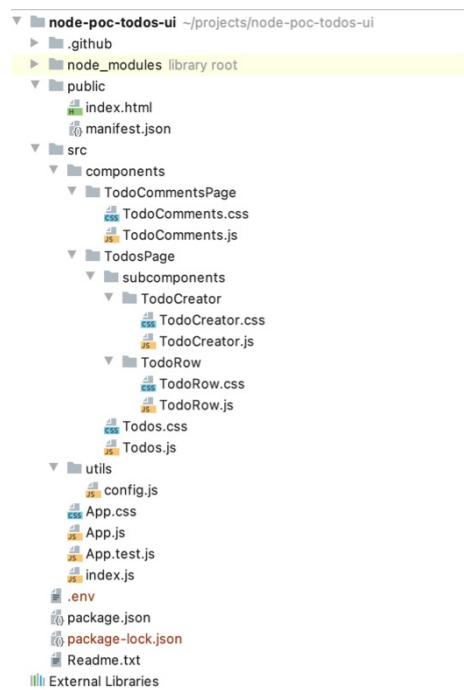 node-poc-todos-ui ~/projects/node-poc-todos-ui
.github
node_modules library root
public
index.html
manifest.json
src
components
TodoCommentsPage
TodoComments.css
TodoComments.js
TodosPage
subcomponents
TodoCreator
TodoCreator.css
TodoCreator.js
TodoRow
TodoRow.css
TodoRow.js
Todos.css
Todos.js
utils
config.js
App.css
App.js
App.test.js
index.js
.env
package.json
package-lock.json
Readme.txt
External Libraries